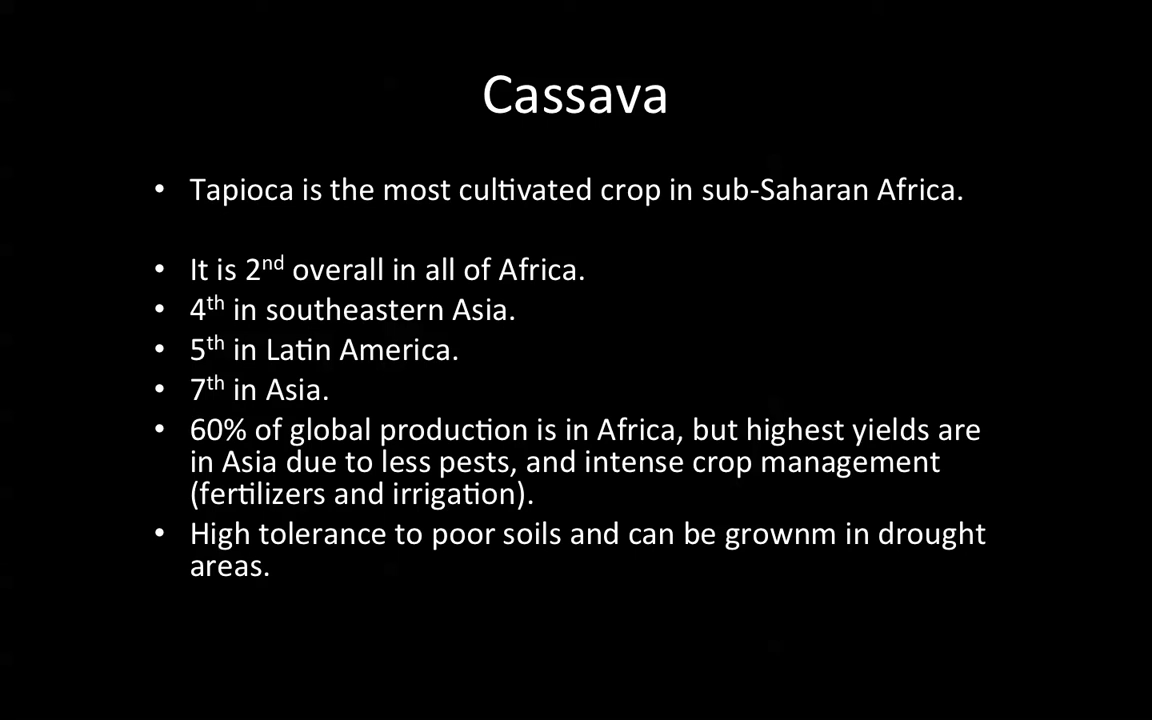 Cassava
• Tapioca is the most cultivated crop in sub-Saharan Africa.
• It is 2nd overall in all of Africa.
• 4th in southeastern Asia.
• 5th in Latin America.
• 7th in Asia.
• 60% of global production is in Africa, but highest yields are
in Asia due to less pests, and intense crop management
(fertilizers and irrigation).
• High tolerance to poor soils and can be grownm in drought
areas.